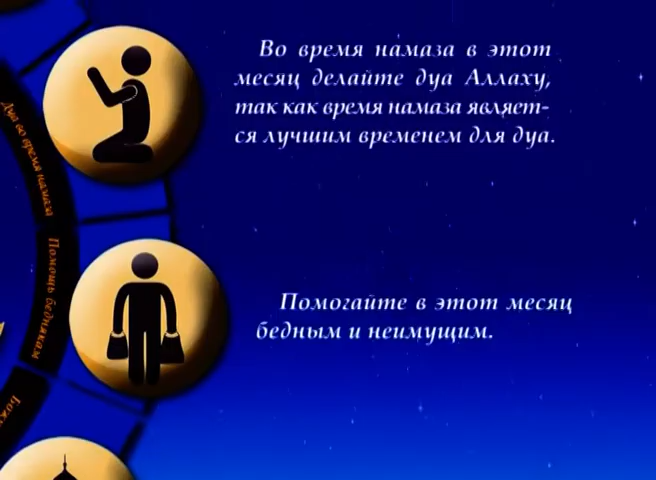 Во время намаза в этот
месяц делайте дуа Аллаху,
так как время намаза являет-
ся лучшим временем для дуа.
Дуа во время намаза
Помогайте в этот месяц
бедным и неимущим.
Помощь беднякам